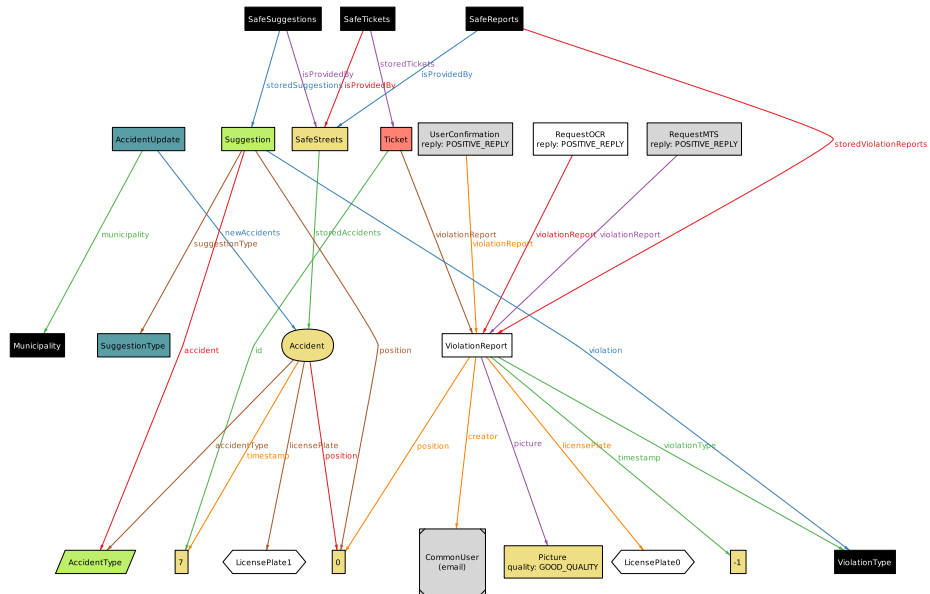 SafeSuggestions
SafeTickets
SafeReports
storedTickets
isProvidedBy
isProvidedBy
storedSuggestions
isProvidedBy
AccidentUpdate
Suggestion
SafeStreets
Ticket
UserConfirmation
reply: POSITIVE_REPLY
RequestOCR
reply: POSITIVE_REPLY
RequestMTS
reply: POSITIVE_REPLY
storedViolationReports
municipality
suggestionType
newAccidents
storedAccidents
violationReport
violationReport
violationReport
violationReport
Municipality
SuggestionType
accident
id
Accident
position
ViolationReport
violation
accidentType
timestamp
licensePlate
position
position
creator
picture
licensePlate
timestamp
violationType
AccidentType
7
LicensePlate1
0
CommonUser
(email)
Picture
quality: GOOD_QUALITY
LicensePlate0
-1
ViolationType